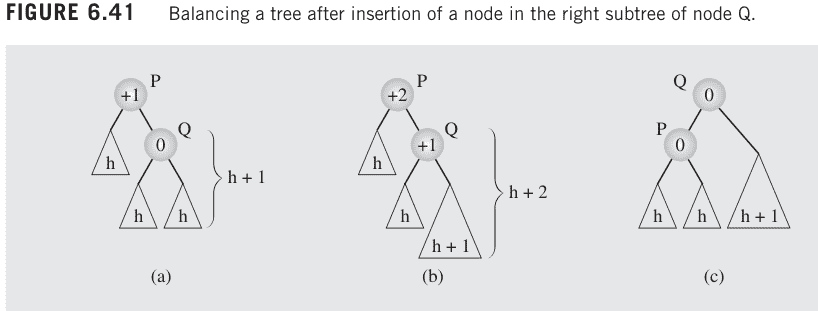 FIGURE 6.41 Balancing a tree after insertion of a node in the right subtree of node Q.
P
+1
Q
0
h
h + 1
h h
(a)
P
+2
Q
+1
h
h + 2
h
h + 1
(b)
Q
0
P
0
h h h + 1
(c)